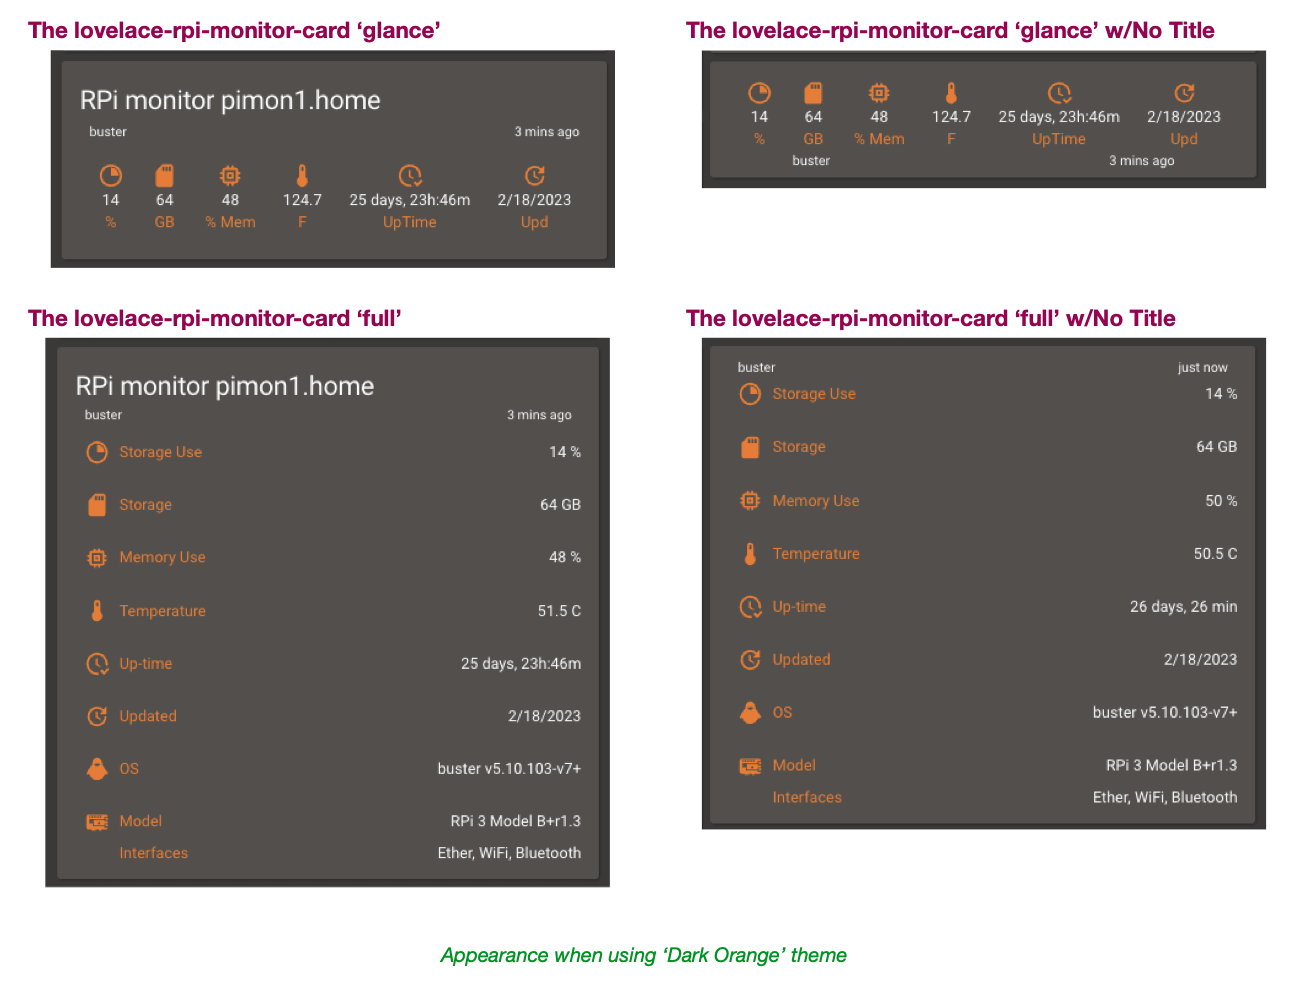 The lovelace-rpi-monitor-card ‘glance’
RPi monitor pimon1.home
buster 3 mins ago
14 64 48 124.7 25 days, 23h:46m 2/18/2023
% GB % Mem F UpTime Upd
The lovelace-rpi-monitor-card ‘glance’ w/No Title
14 64 48 124.7 25 days, 23h:46m 2/18/2023
% GB % Mem F UpTime Upd
buster 3 mins ago
The lovelace-rpi-monitor-card ‘full’
RPi monitor pimon1.home
buster 3 mins ago
Storage Use 14 %
Storage 64 GB
Memory Use 48 %
Temperature 51.5 C
Up-time 25 days, 23h:46m
Updated 2/18/2023
OS buster v5.10.103-v7+
Model RPi 3 Model B+r1.3
Interfaces Ether, WiFi, Bluetooth
The lovelace-rpi-monitor-card ‘full’ w/No Title
buster just now
Storage Use 14 %
Storage 64 GB
Memory Use 50 %
Temperature 50.5 C
Up-time 26 days, 26 min
Updated 2/18/2023
OS buster v5.10.103-v7+
Model RPi 3 Model B+r1.3
Interfaces Ether, WiFi, Bluetooth
Appearance when using ‘Dark Orange’ theme